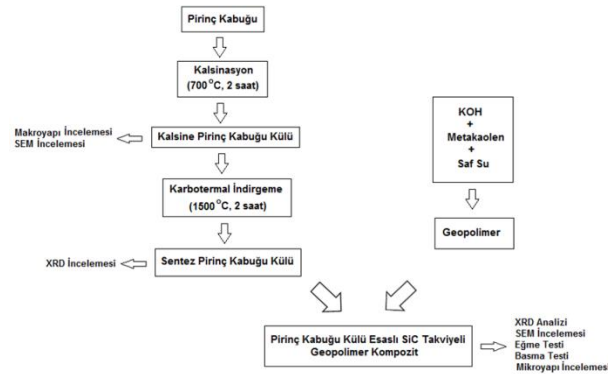 Pirinç Kabuğu
Kalsinasyon
(700°C, 2 saat)
Makroyapı İncelemesi
SEM İncelemesi
Kalsine Pirinç Kabuğu Külü
Karbotermal İndirgeme
(1500°C, 2 saat)
XRD İncelemesi
Sentez Pirinç Kabuğu Külü
KOH
+
Metakaolen
+
Saf Su
Geopolimer
Pirinç Kabuğu Külü Esaslı SiC Takviyeli
Geopolimer Kompozit
XRD Analizi
SEM İncelemesi
Eğme Testi
Basma Testi
Mikroyapı İncelemesi